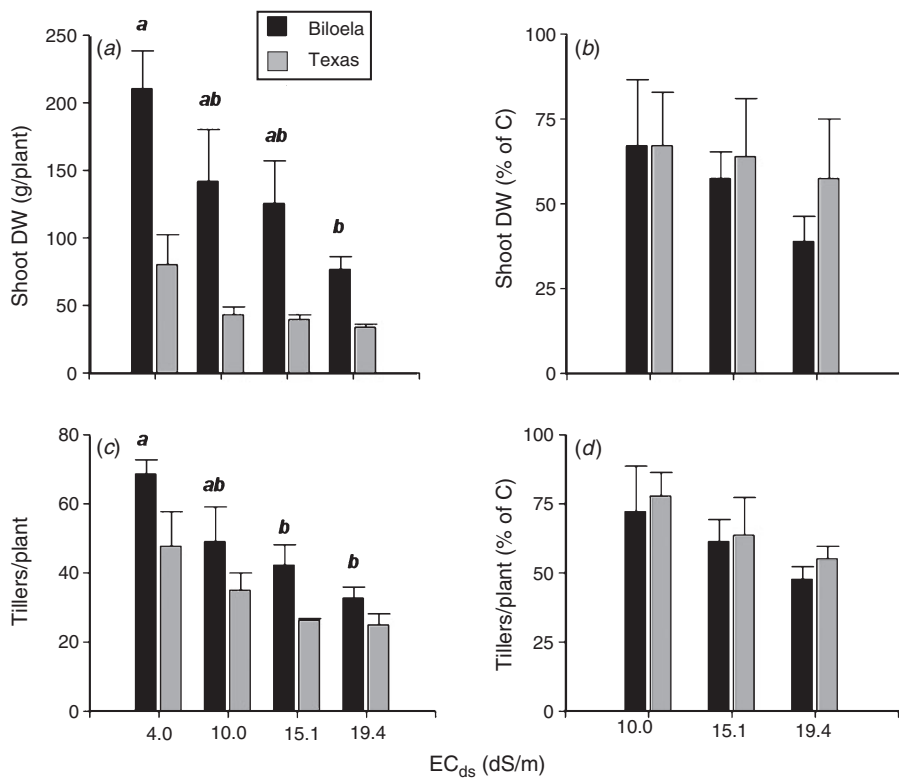 (a)
Biloela
Texas
a
ab
ab
b
250
200
150
100
50
0
Shoot DW (g/plant)
(b)
100
75
50
25
0
Shoot DW (% of C)
(c)
a
ab
b
b
80
60
40
20
0
Tillers/plant
4.0 10.0 15.1 19.4
(d)
100
75
50
25
0
Tillers/plant (% of C)
10.0 15.1 19.4
ECds (dS/m)